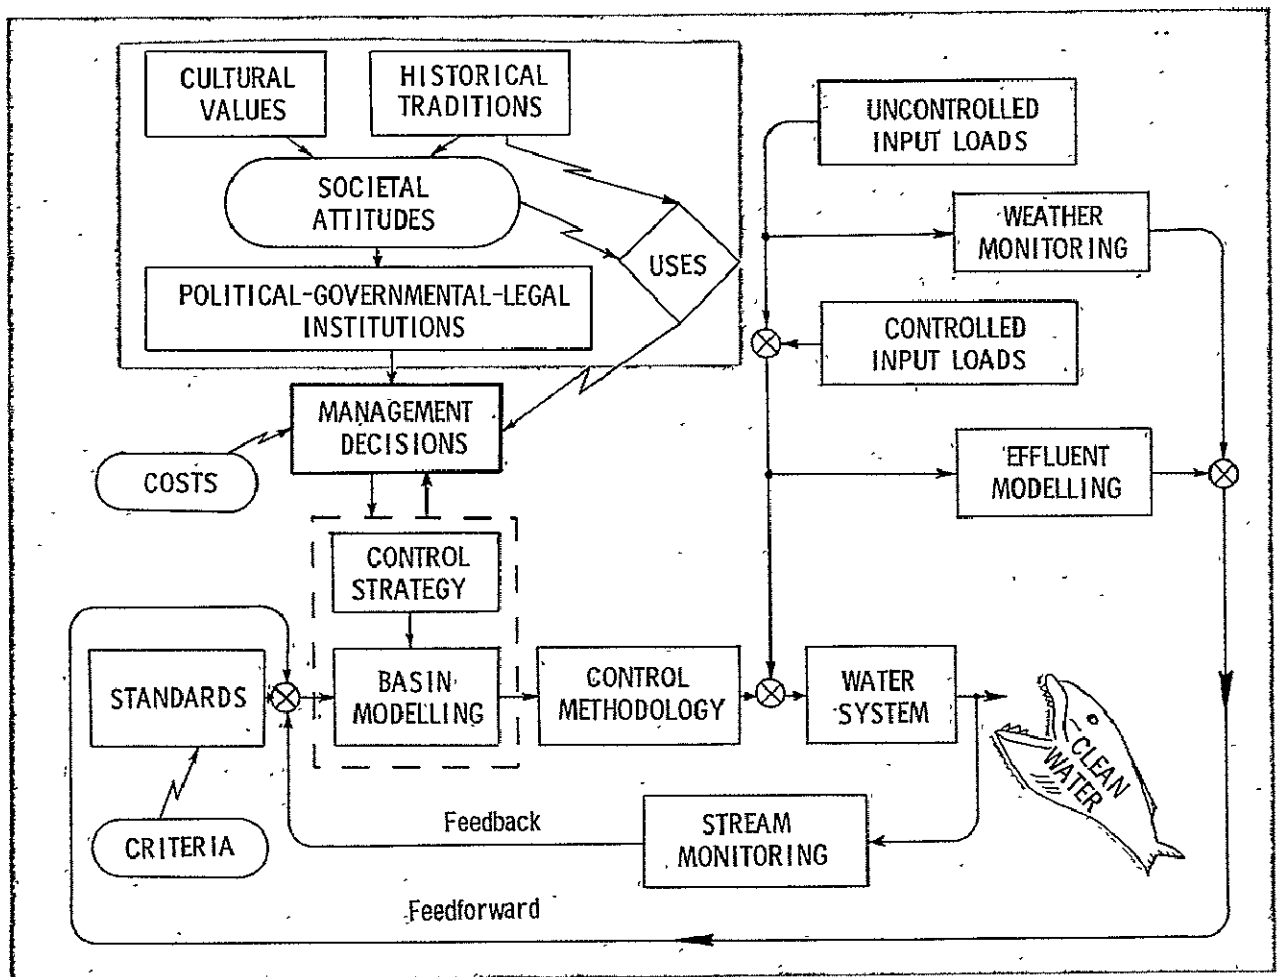 CULTURAL
VALUES
HISTORICAL
TRADITIONS
SOCIETAL
ATTITUDES
USES
POLITICAL-GOVERNMENTAL-LEGAL
INSTITUTIONS
MANAGEMENT
DECISIONS
COSTS
CONTROL
STRATEGY
UNCONTROLLED
INPUT LOADS
WEATHER
MONITORING
CONTROLLED
INPUT LOADS
EFFLUENT
MODELLING
STANDARDS
BASIN
MODELLING
CONTROL
METHODOLOGY
WATER
SYSTEM
CLEAN
WATER
CRITERIA
Feedback
STREAM
MONITORING
Feedforward